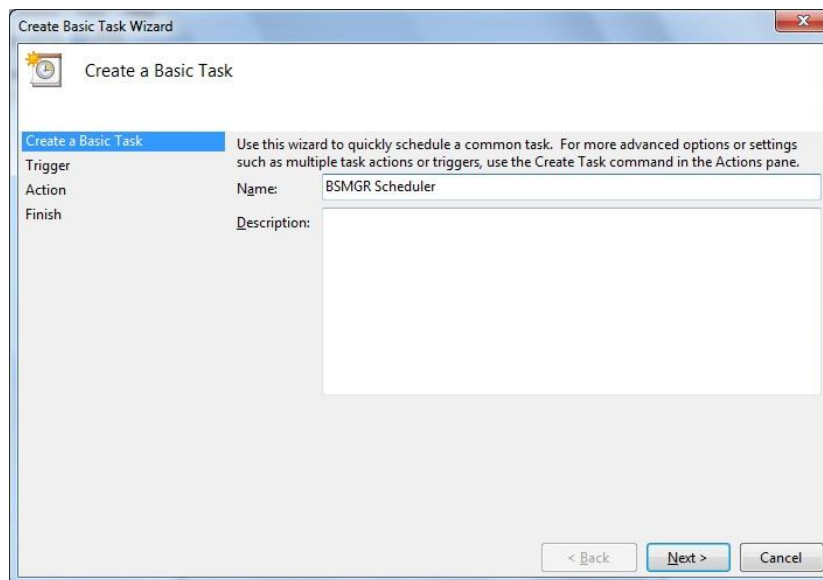 Create Basic Task Wizard
Create a Basic Task
Create a Basic Task
Trigger
Action
Finish
Use this wizard to quickly schedule a common task. For more advanced options or settings
such as multiple task actions or triggers, use the Create Task command in the Actions pane.
Name:
BSMGR Scheduler
Description:
< Back
Next >
Cancel